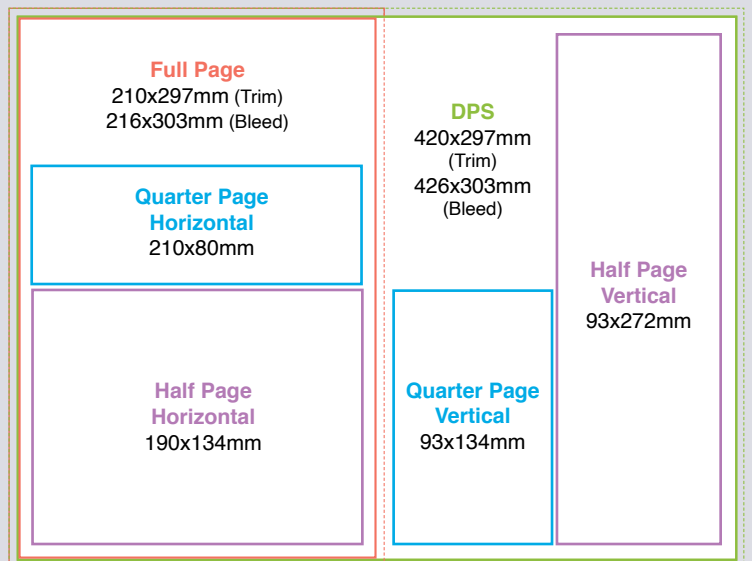 Full Page
210x297mm (Trim)
216x303mm (Bleed)
Quarter Page
Horizontal
210x80mm
Half Page
Horizontal
190x134mm
DPS
420x297mm
(Trim)
426x303mm
(Bleed)
Quarter Page
Vertical
93x134mm
Half Page
Vertical
93x272mm